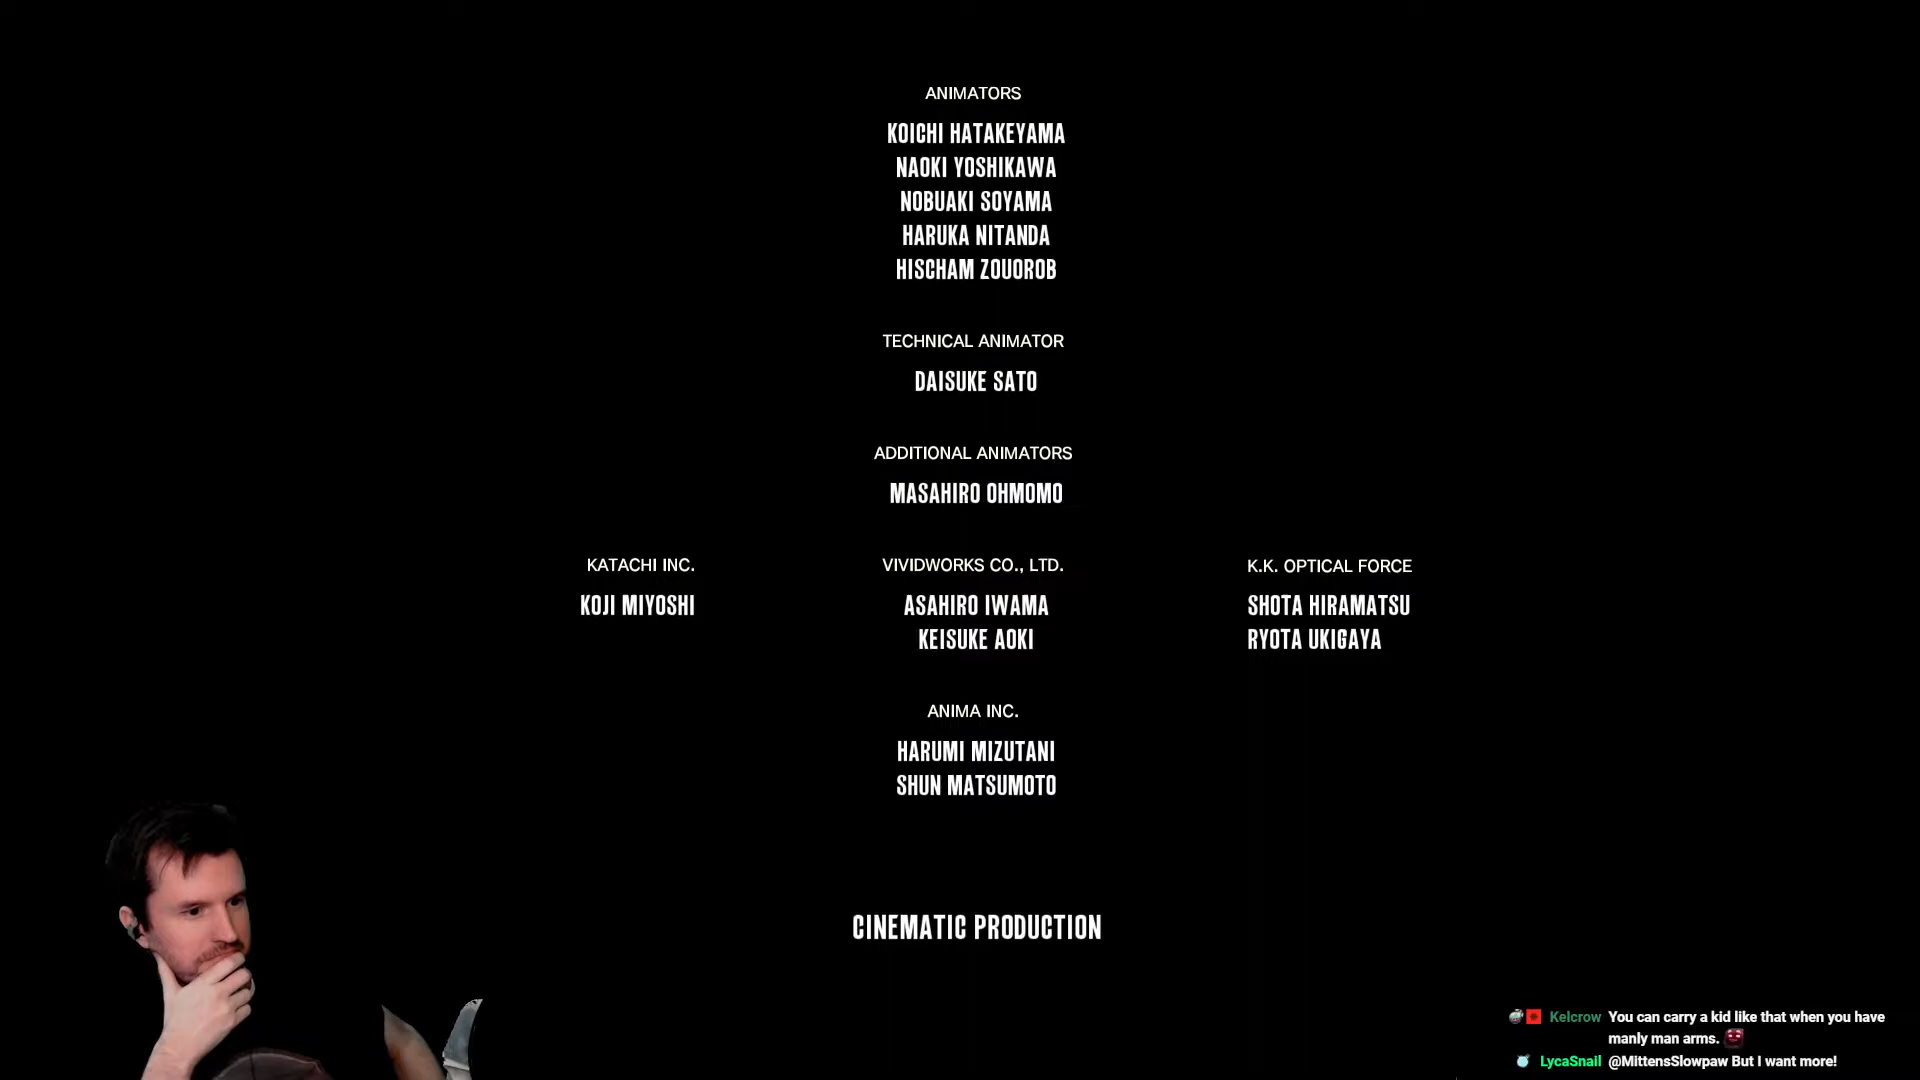 ANIMATORS
KOICHI HATAKEYAMA
NAOKI YOSHIKAWA
NOBUAKI SOYAMA
HARUKA NITANDA
HISCHAM ZOUOROB
TECHNICAL ANIMATOR
DAISUKE SATO
ADDITIONAL ANIMATORS
MASAHIRO OHMOMO
KATACHI INC.
KOJI MIYOSHI
VIVIDWORKS CO., LTD.
ASAHIRO IWAMA
KEISUKE AOKI
K.K. OPTICAL FORCE
SHOTA HIRAMATSU
RYOTA UKIGAYA
ANIMA INC.
HARUMI MIZUTANI
SHUN MATSUMOTO
CINEMATIC PRODUCTION
Kelcrow You can carry a kid like that when you have
manly man arms.
LycaSnail @MittensSlowpaw But I want more!